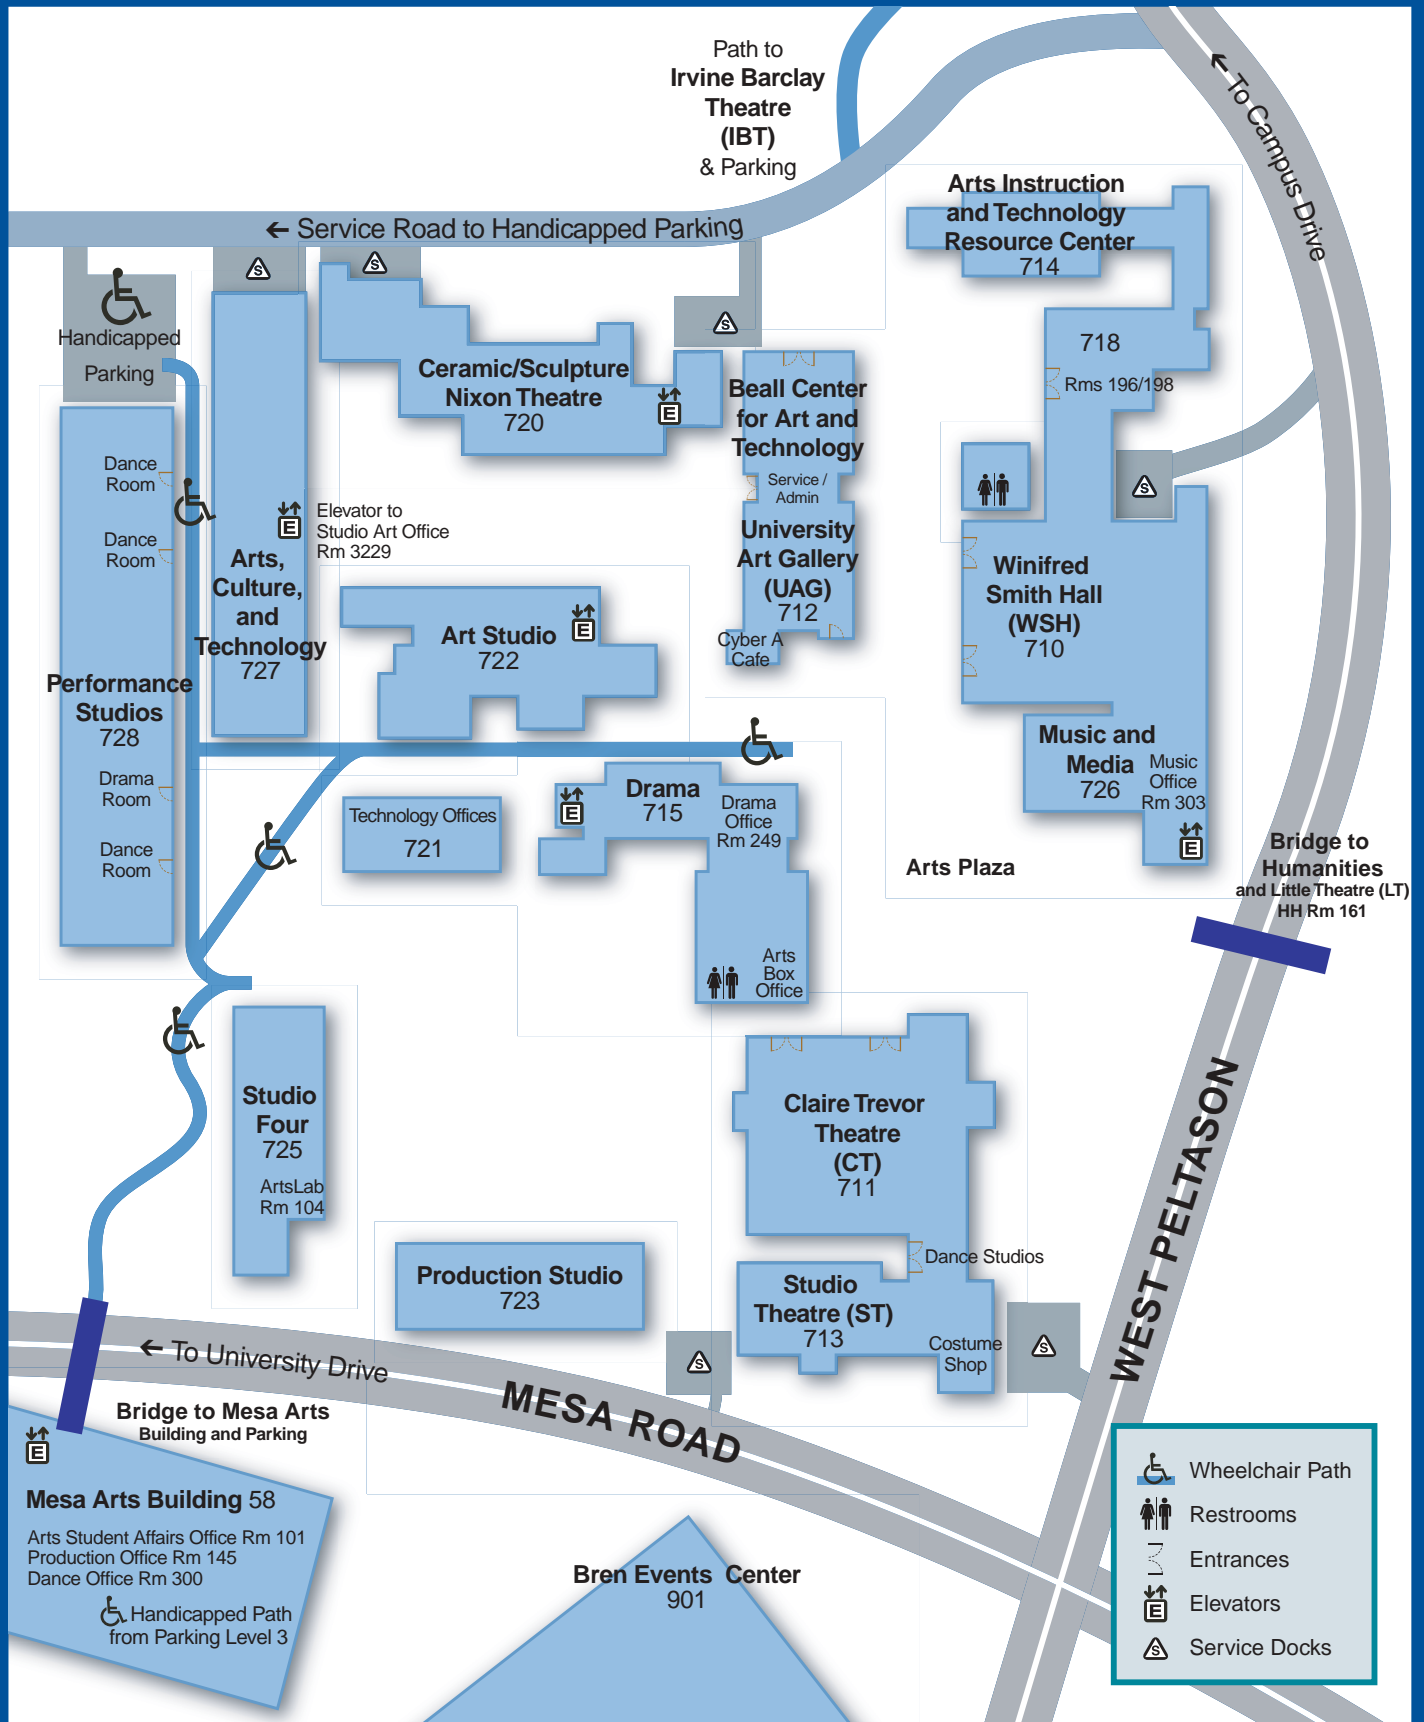 Path to
Irvine Barclay
Theatre
(IBT)
& Parking
← To Campus Drive
← Service Road to Handicapped Parking
Arts Instruction
and Technology
Resource Center
714
S
S
S
Handicapped
Parking
718
Rms 196/198
Ceramic/Sculpture
Nixon Theatre
720
E
Beall Center
for Art and
Technology
Service /
Admin
University
Art Gallery
(UAG)
712
Cyber A
Cafe
S
Dance
Room
Dance
Room
Performance
Studios
728
Drama
Room
Dance
Room
E
Elevator to
Studio Art Office
Rm 3229
Arts,
Culture,
and
Technology
727
Art Studio
722
E
Winifred
Smith Hall
(WSH)
710
Music and
Media
726
Music
Office
Rm 303
E
E
Drama
715
Drama
Office
Rm 249
Technology Offices
721
Arts
Box
Office
Arts Plaza
Bridge to
Humanities
and Little Theatre (LT)
HH Rm 161
Studio
Four
725
ArtsLab
Rm 104
Claire Trevor
Theatre
(CT)
711
Dance Studios
Studio
Theatre (ST)
713
Costume
Shop
S
S
Production Studio
723
WEST PELTASON
← To University Drive
MESA ROAD
Bridge to Mesa Arts
Building and Parking
E
Mesa Arts Building 58
Arts Student Affairs Office Rm 101
Production Office Rm 145
Dance Office Rm 300
Handicapped Path
from Parking Level 3
Bren Events Center
901
Wheelchair Path
Restrooms
Entrances
E
Elevators
S
Service Docks